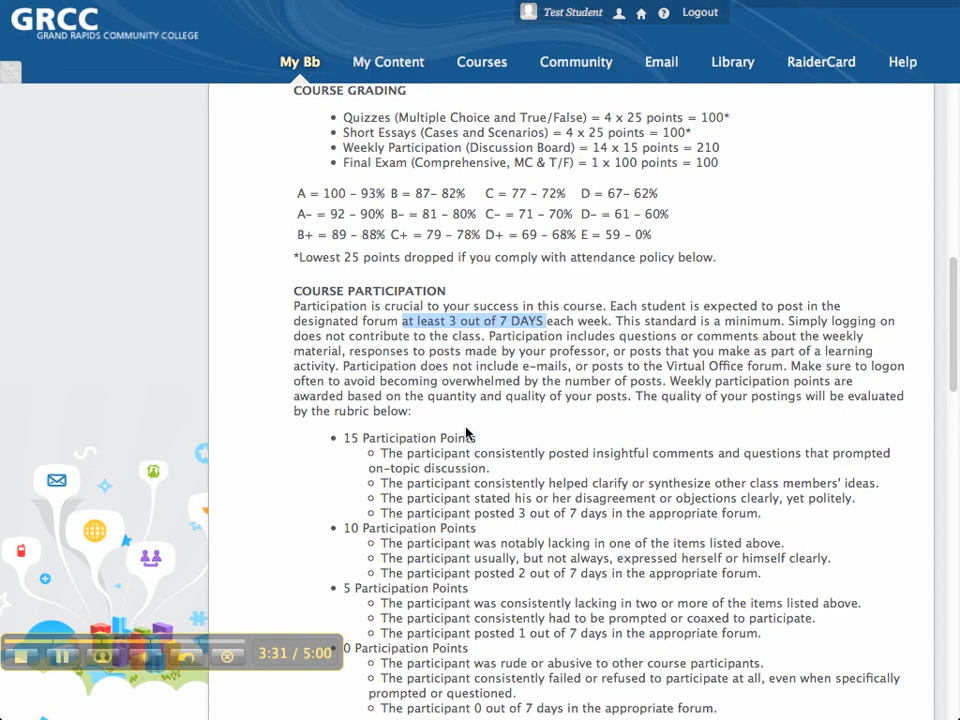 GRCC
GRAND RAPIDS COMMUNITY COLLEGE
Test Student
Logout
My Bb My Content Courses Community Email Library RaiderCard Help
COURSE GRADING
• Quizzes (Multiple Choice and True/False) = 4 x 25 points = 100*
• Short Essays (Cases and Scenarios) = 4 x 25 points = 100*
• Weekly Participation (Discussion Board) = 14 x 15 points = 210
• Final Exam (Comprehensive, MC & T/F) = 1 x 100 points = 100
A = 100 – 93% B = 87– 82% C = 77 – 72% D = 67– 62%
A– = 92 – 90% B– = 81 – 80% C– = 71 – 70% D– = 61 – 60%
B+ = 89 – 88% C+ = 79 – 78% D+ = 69 – 68% E = 59 – 0%
*Lowest 25 points dropped if you comply with attendance policy below.
COURSE PARTICIPATION
Participation is crucial to your success in this course. Each student is expected to post in the
designated forum at least 3 out of 7 DAYS each week. This standard is a minimum. Simply logging on
does not contribute to the class. Participation includes questions or comments about the weekly
material, responses to posts made by your professor, or posts that you make as part of a learning
activity. Participation does not include e-mails, or posts to the Virtual Office forum. Make sure to logon
often to avoid becoming overwhelmed by the number of posts. Weekly participation points are
awarded based on the quantity and quality of your posts. The quality of your postings will be evaluated
by the rubric below:
• 15 Participation Points
◦ The participant consistently posted insightful comments and questions that prompted
on-topic discussion.
◦ The participant consistently helped clarify or synthesize other class members' ideas.
◦ The participant stated his or her disagreement or objections clearly, yet politely.
◦ The participant posted 3 out of 7 days in the appropriate forum.
• 10 Participation Points
◦ The participant was notably lacking in one of the items listed above.
◦ The participant usually, but not always, expressed herself or himself clearly.
◦ The participant posted 2 out of 7 days in the appropriate forum.
• 5 Participation Points
◦ The participant was consistently lacking in two or more of the items listed above.
◦ The participant consistently had to be prompted or coaxed to participate.
◦ The participant posted 1 out of 7 days in the appropriate forum.
• 0 Participation Points
◦ The participant was rude or abusive to other course participants.
◦ The participant consistently failed or refused to participate at all, even when specifically
prompted or questioned.
◦ The participant 0 out of 7 days in the appropriate forum.
3:31 / 5:00